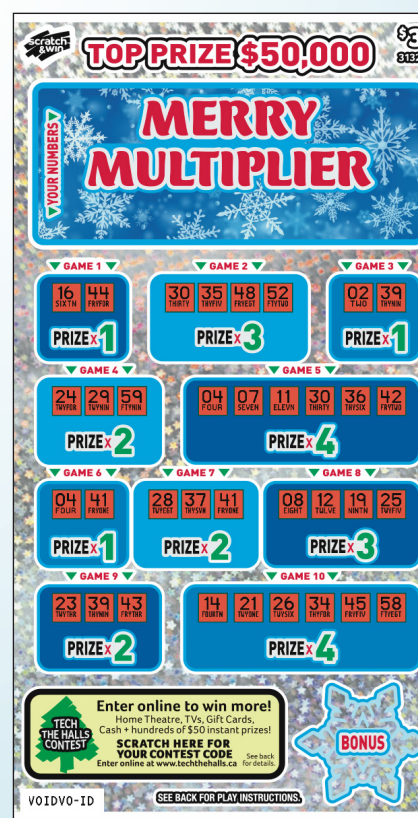 Scratch & Win
TOP PRIZE $50,000
$3
3132
YOUR NUMBERS
MERRY
MULTIPLIER
GAME 1 GAME 2 GAME 3
16 44 30 35 48 52 02 39
SIXTN FRYFOR THIRTY THYFIV FRYEGT FTYTWO TWO THYNIN
PRIZE x 1 PRIZE x 3 PRIZE x 1
GAME 4 GAME 5
24 29 59 04 07 11 30 36 42
TWYFOR TWYNIN FTYNIN FOUR SEVEN ELEVN THIRTY THYSIX FRYTWO
PRIZE x 2 PRIZE x 4
GAME 6 GAME 7 GAME 8
04 41 28 37 41 08 12 19 25
FOUR FRYONE TWYEGT THYSVN FRYONE EIGHT TWLVE NINTN TWYFIV
PRIZE x 1 PRIZE x 2 PRIZE x 3
GAME 9 GAME 10
23 39 43 14 21 26 34 45 58
TWYTHR THYNIN FRYTHR FOURTN TWYONE TWYSIX THYFOR FRYFIV FTYEGT
PRIZE x 2 PRIZE x 4
TECH
THE HALLS
CONTEST
Enter online to win more!
Home Theatre, TVs, Gift Cards,
Cash + hundreds of $50 instant prizes!
SCRATCH HERE FOR
YOUR CONTEST CODE
Enter online at www.techthehalls.ca
See back
for details.
BONUS
VOIDVO-ID
SEE BACK FOR PLAY INSTRUCTIONS.